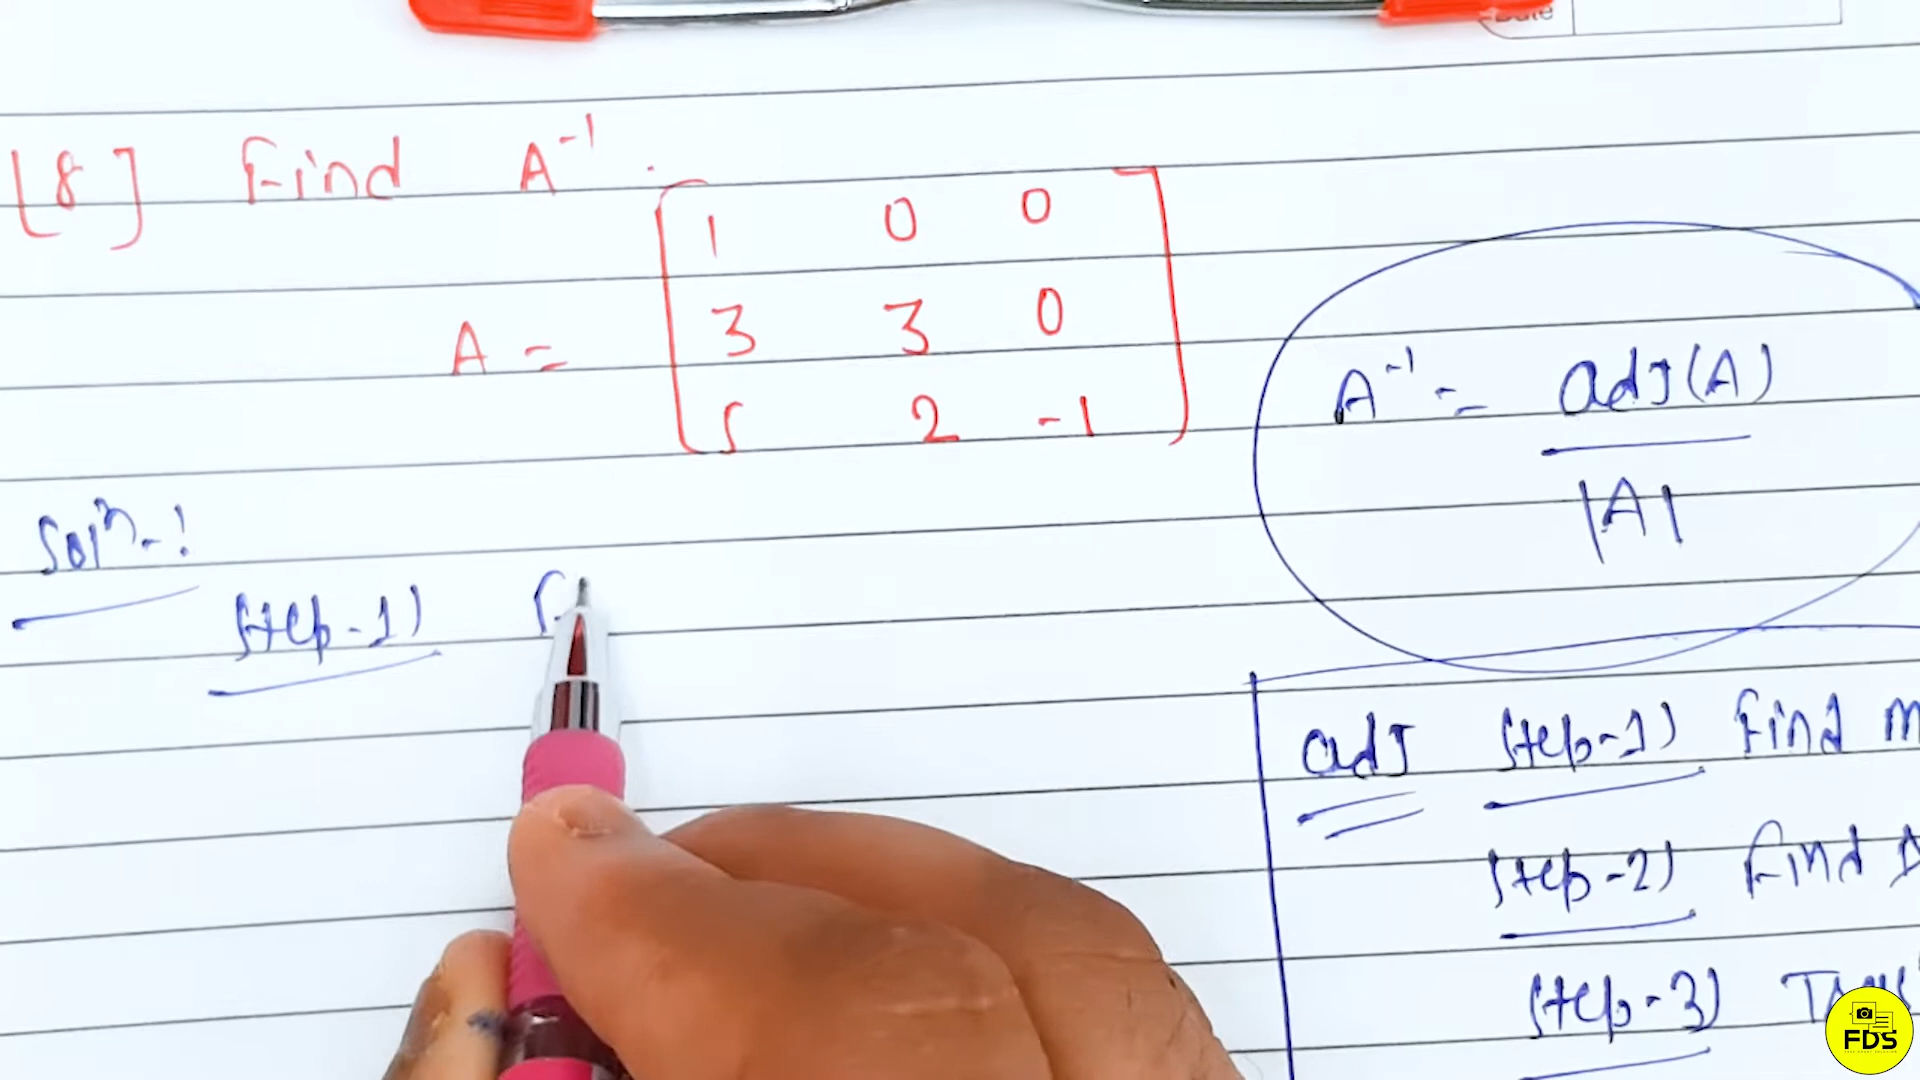 Date
[8] Find A⁻¹.
A = [1 0 0
3 3 0
5 2 -1]
A⁻¹ = adj(A)
|A|
Solⁿ-!
Step-1)
adj Step-1) Find m
Step-2) Find
Step-3)
FDS